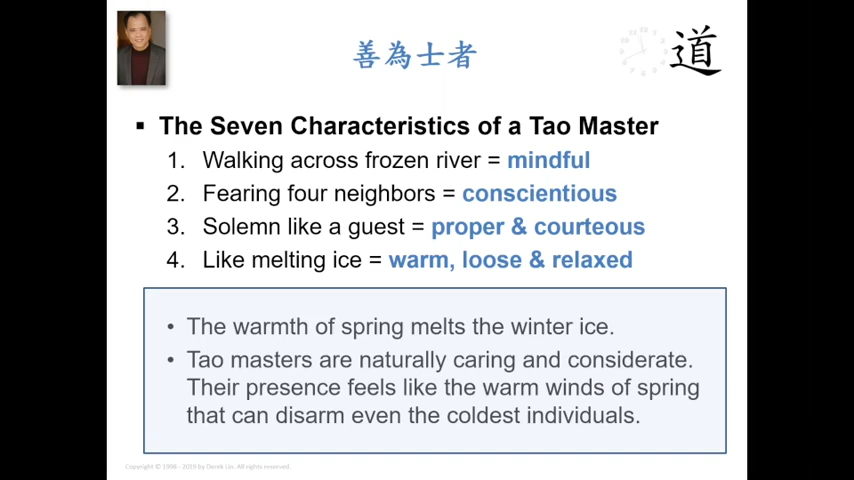 善為士者
道
▪ The Seven Characteristics of a Tao Master
1. Walking across frozen river = mindful
2. Fearing four neighbors = conscientious
3. Solemn like a guest = proper & courteous
4. Like melting ice = warm, loose & relaxed
• The warmth of spring melts the winter ice.
• Tao masters are naturally caring and considerate.
Their presence feels like the warm winds of spring
that can disarm even the coldest individuals.
Copyright © 1998 - 2019 by Derek Lin. All rights reserved.